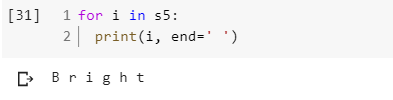 [31] 1 for i in s5:
2 print(i, end=' ')
B r i g h t